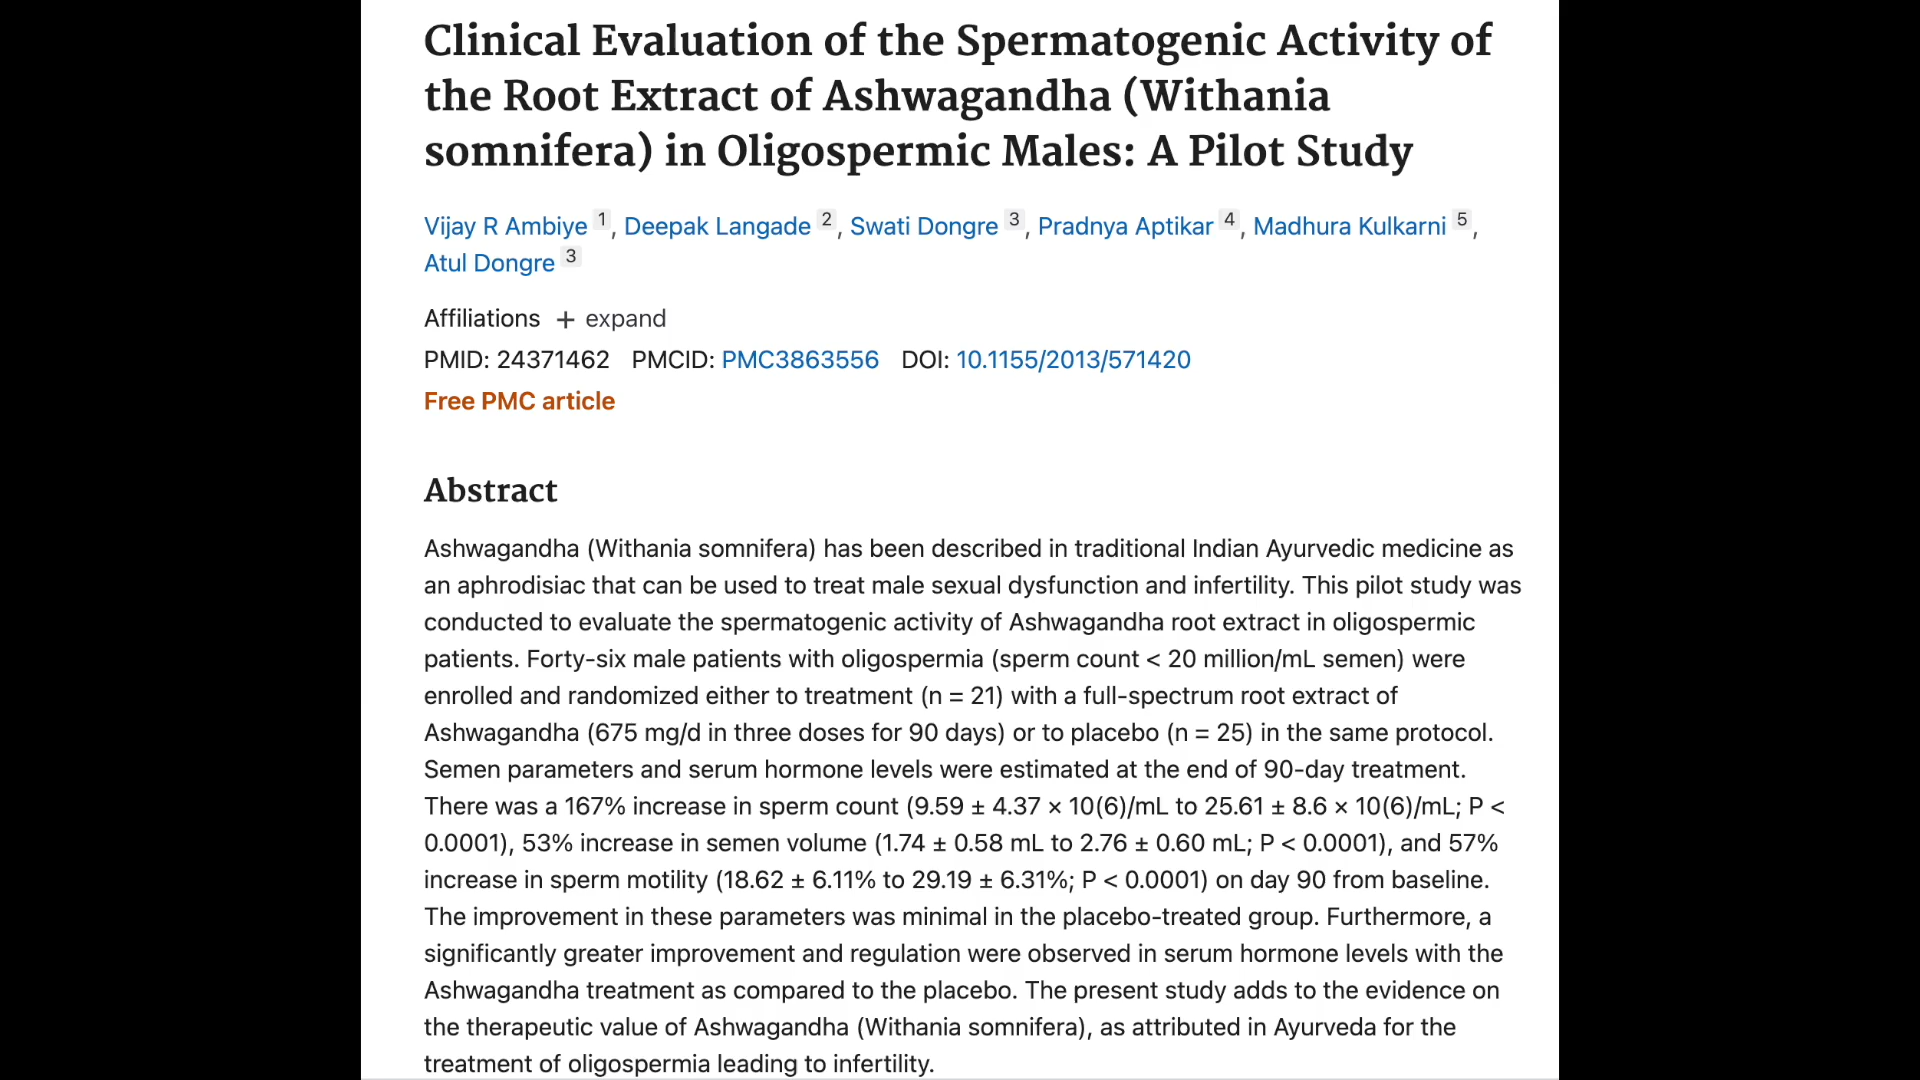 Clinical Evaluation of the Spermatogenic Activity of
the Root Extract of Ashwagandha (Withania
somnifera) in Oligospermic Males: A Pilot Study
Vijay R Ambiye 1, Deepak Langade 2, Swati Dongre 3, Pradnya Aptikar 4, Madhura Kulkarni 5,
Atul Dongre 3
Affiliations + expand
PMID: 24371462 PMCID: PMC3863556 DOI: 10.1155/2013/571420
Free PMC article
Abstract
Ashwagandha (Withania somnifera) has been described in traditional Indian Ayurvedic medicine as
an aphrodisiac that can be used to treat male sexual dysfunction and infertility. This pilot study was
conducted to evaluate the spermatogenic activity of Ashwagandha root extract in oligospermic
patients. Forty-six male patients with oligospermia (sperm count < 20 million/mL semen) were
enrolled and randomized either to treatment (n = 21) with a full-spectrum root extract of
Ashwagandha (675 mg/d in three doses for 90 days) or to placebo (n = 25) in the same protocol.
Semen parameters and serum hormone levels were estimated at the end of 90-day treatment.
There was a 167% increase in sperm count (9.59 ± 4.37 × 10(6)/mL to 25.61 ± 8.6 × 10(6)/mL; P <
0.0001), 53% increase in semen volume (1.74 ± 0.58 mL to 2.76 ± 0.60 mL; P < 0.0001), and 57%
increase in sperm motility (18.62 ± 6.11% to 29.19 ± 6.31%; P < 0.0001) on day 90 from baseline.
The improvement in these parameters was minimal in the placebo-treated group. Furthermore, a
significantly greater improvement and regulation were observed in serum hormone levels with the
Ashwagandha treatment as compared to the placebo. The present study adds to the evidence on
the therapeutic value of Ashwagandha (Withania somnifera), as attributed in Ayurveda for the
treatment of oligospermia leading to infertility.